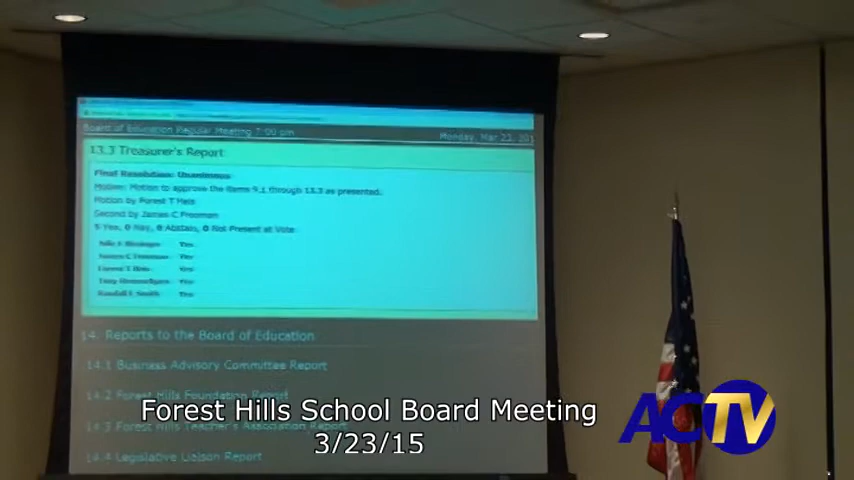 Board of Education Regular Meeting 7:00 pm
Monday, Mar 23, 201
13.3 Treasurer's Report
Final Resolution: Unanimous
Motion: Motion to approve the items 9.1 through 13.3 as presented.
Motion by Forest T Heis
Second by James C Freeman
5 Yes, 0 Nay, 0 Abstain, 0 Not Present at Vote
Yes
Yes
Forest T Heis Yes
Yes
Randall E Smith Yes
14. Reports to the Board of Education
14.1 Business Advisory Committee Report
14.2 Forest Hills Foundation Report
14.3 Forest Hills Teacher's Association Report
14.4 Legislative Liaison Report
Forest Hills School Board Meeting
3/23/15
ACTV